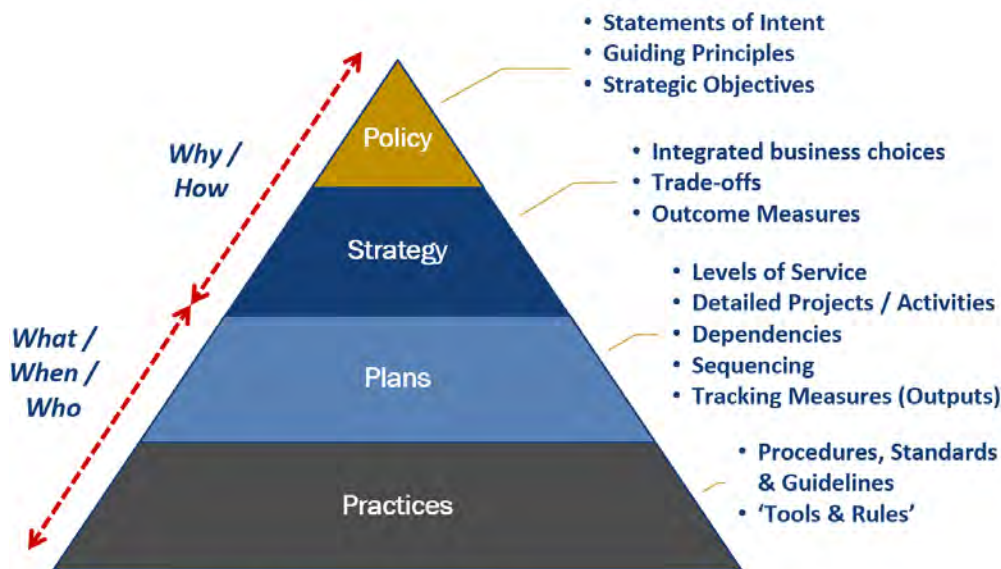 • Statements of Intent
• Guiding Principles
• Strategic Objectives
Policy
Why /
How
• Integrated business choices
• Trade-offs
• Outcome Measures
Strategy
• Levels of Service
• Detailed Projects / Activities
• Dependencies
• Sequencing
• Tracking Measures (Outputs)
What /
When /
Who
Plans
• Procedures, Standards
& Guidelines
• ‘Tools & Rules’
Practices